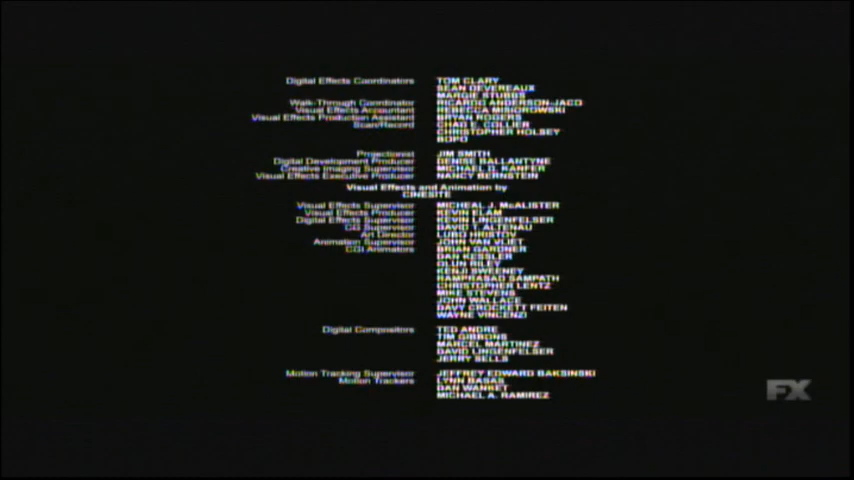 Digital Effects Coordinators TOM CLARY
SEAN DEVEREAUX
MARGIE STUBBS
Walk-Through Coordinator RICARDO ANDERSON-JACO
Visual Effects Accountant REBECCA MISIOROWSKI
Visual Effects Production Assistant BRYAN ROGERS
Scan/Record CHAD E. COLLIER
CHRISTOPHER HOLSEY
BOPO
Projectionist JIM SMITH
Digital Development Producer DENISE BALLANTYNE
Creative Imaging Supervisor MICHAEL D. KANFER
Visual Effects Executive Producer NANCY BERNSTEIN
Visual Effects and Animation by
CINESITE
Visual Effects Supervisor MICHEAL J. McALISTER
Visual Effects Producer KEVIN ELAM
Digital Effects Supervisor KEVIN LINGENFELSER
CG Supervisor DAVID T. ALTENAU
Art Director LUBO HRISTOV
Animation Supervisor JOHN VAN VLIET
CGI Animators BRIAN GARDNER
DAN KESSLER
OLUN RILEY
KENJI SWEENEY
RAMPRASAD SAMPATH
CHRISTOPHER LENTZ
MIKE STEVENS
JOHN WALLACE
DAVY CROCKETT FEITEN
WAYNE VINCENZI
Digital Compositors TED ANDRE
TIM GIBBONS
MARCEL MARTINEZ
DAVID LINGENFELSER
JERRY SELLS
Motion Tracking Supervisor JEFFREY EDWARD BAKSINSKI
Motion Trackers LYNN BASAS
DAN WANKET
MICHAEL A. RAMIREZ
FX